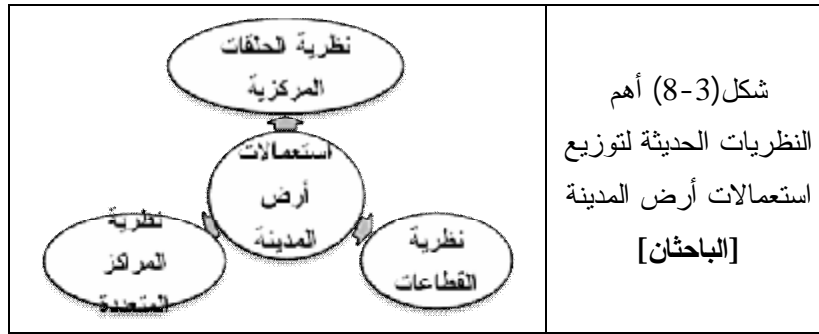 شكل(3-8) أهم
النظريات الحديثة لتوزيع
استعمالات أرض المدينة
[الباحثان]
نظرية الحلقات
المركزية
استعمالات
أرض
المدينة
نظرية
القطاعات
نظرية
المراكز
المتعددة